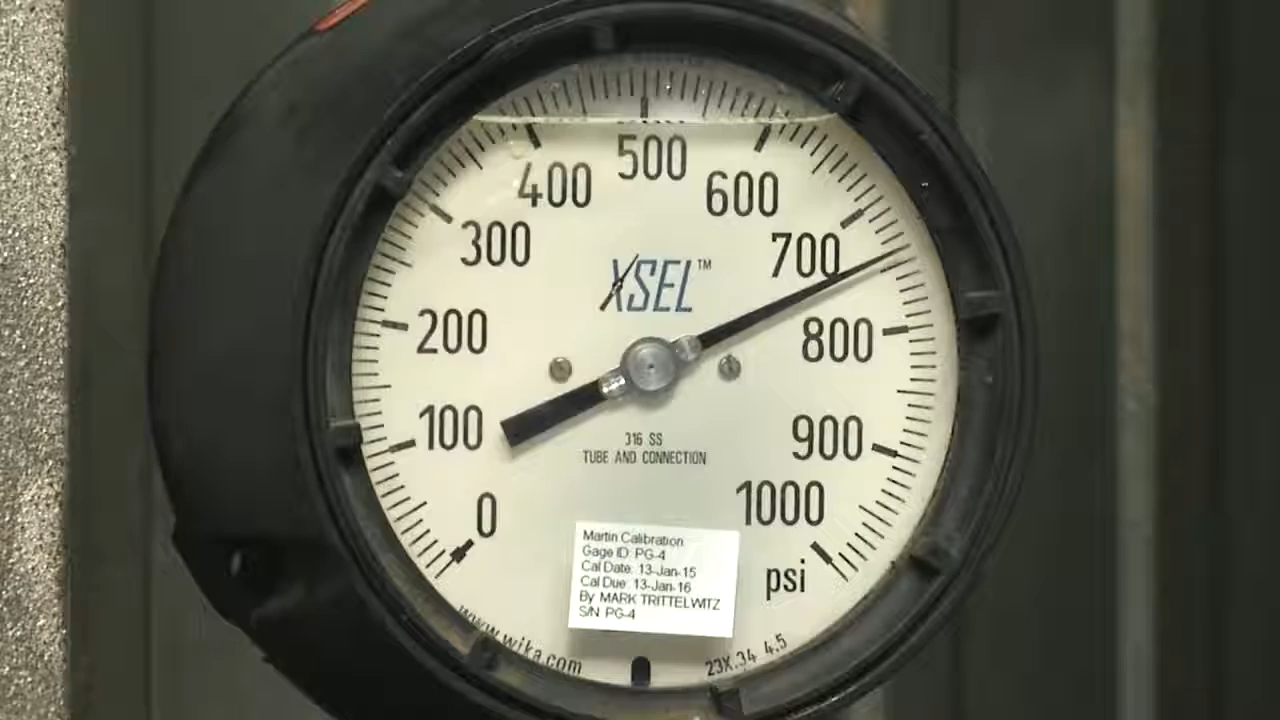 500
400
600
300
700
XSEL™
200
800
100
900
316 SS
TUBE AND CONNECTION
0
1000
Martin Calibration
Gage ID: PG-4
Cal Date: 13-Jan-15
Cal Due: 13-Jan-16
By MARK TRITTELWITZ
S/N PG-4
psi
www.wika.com
23X.34 4.5